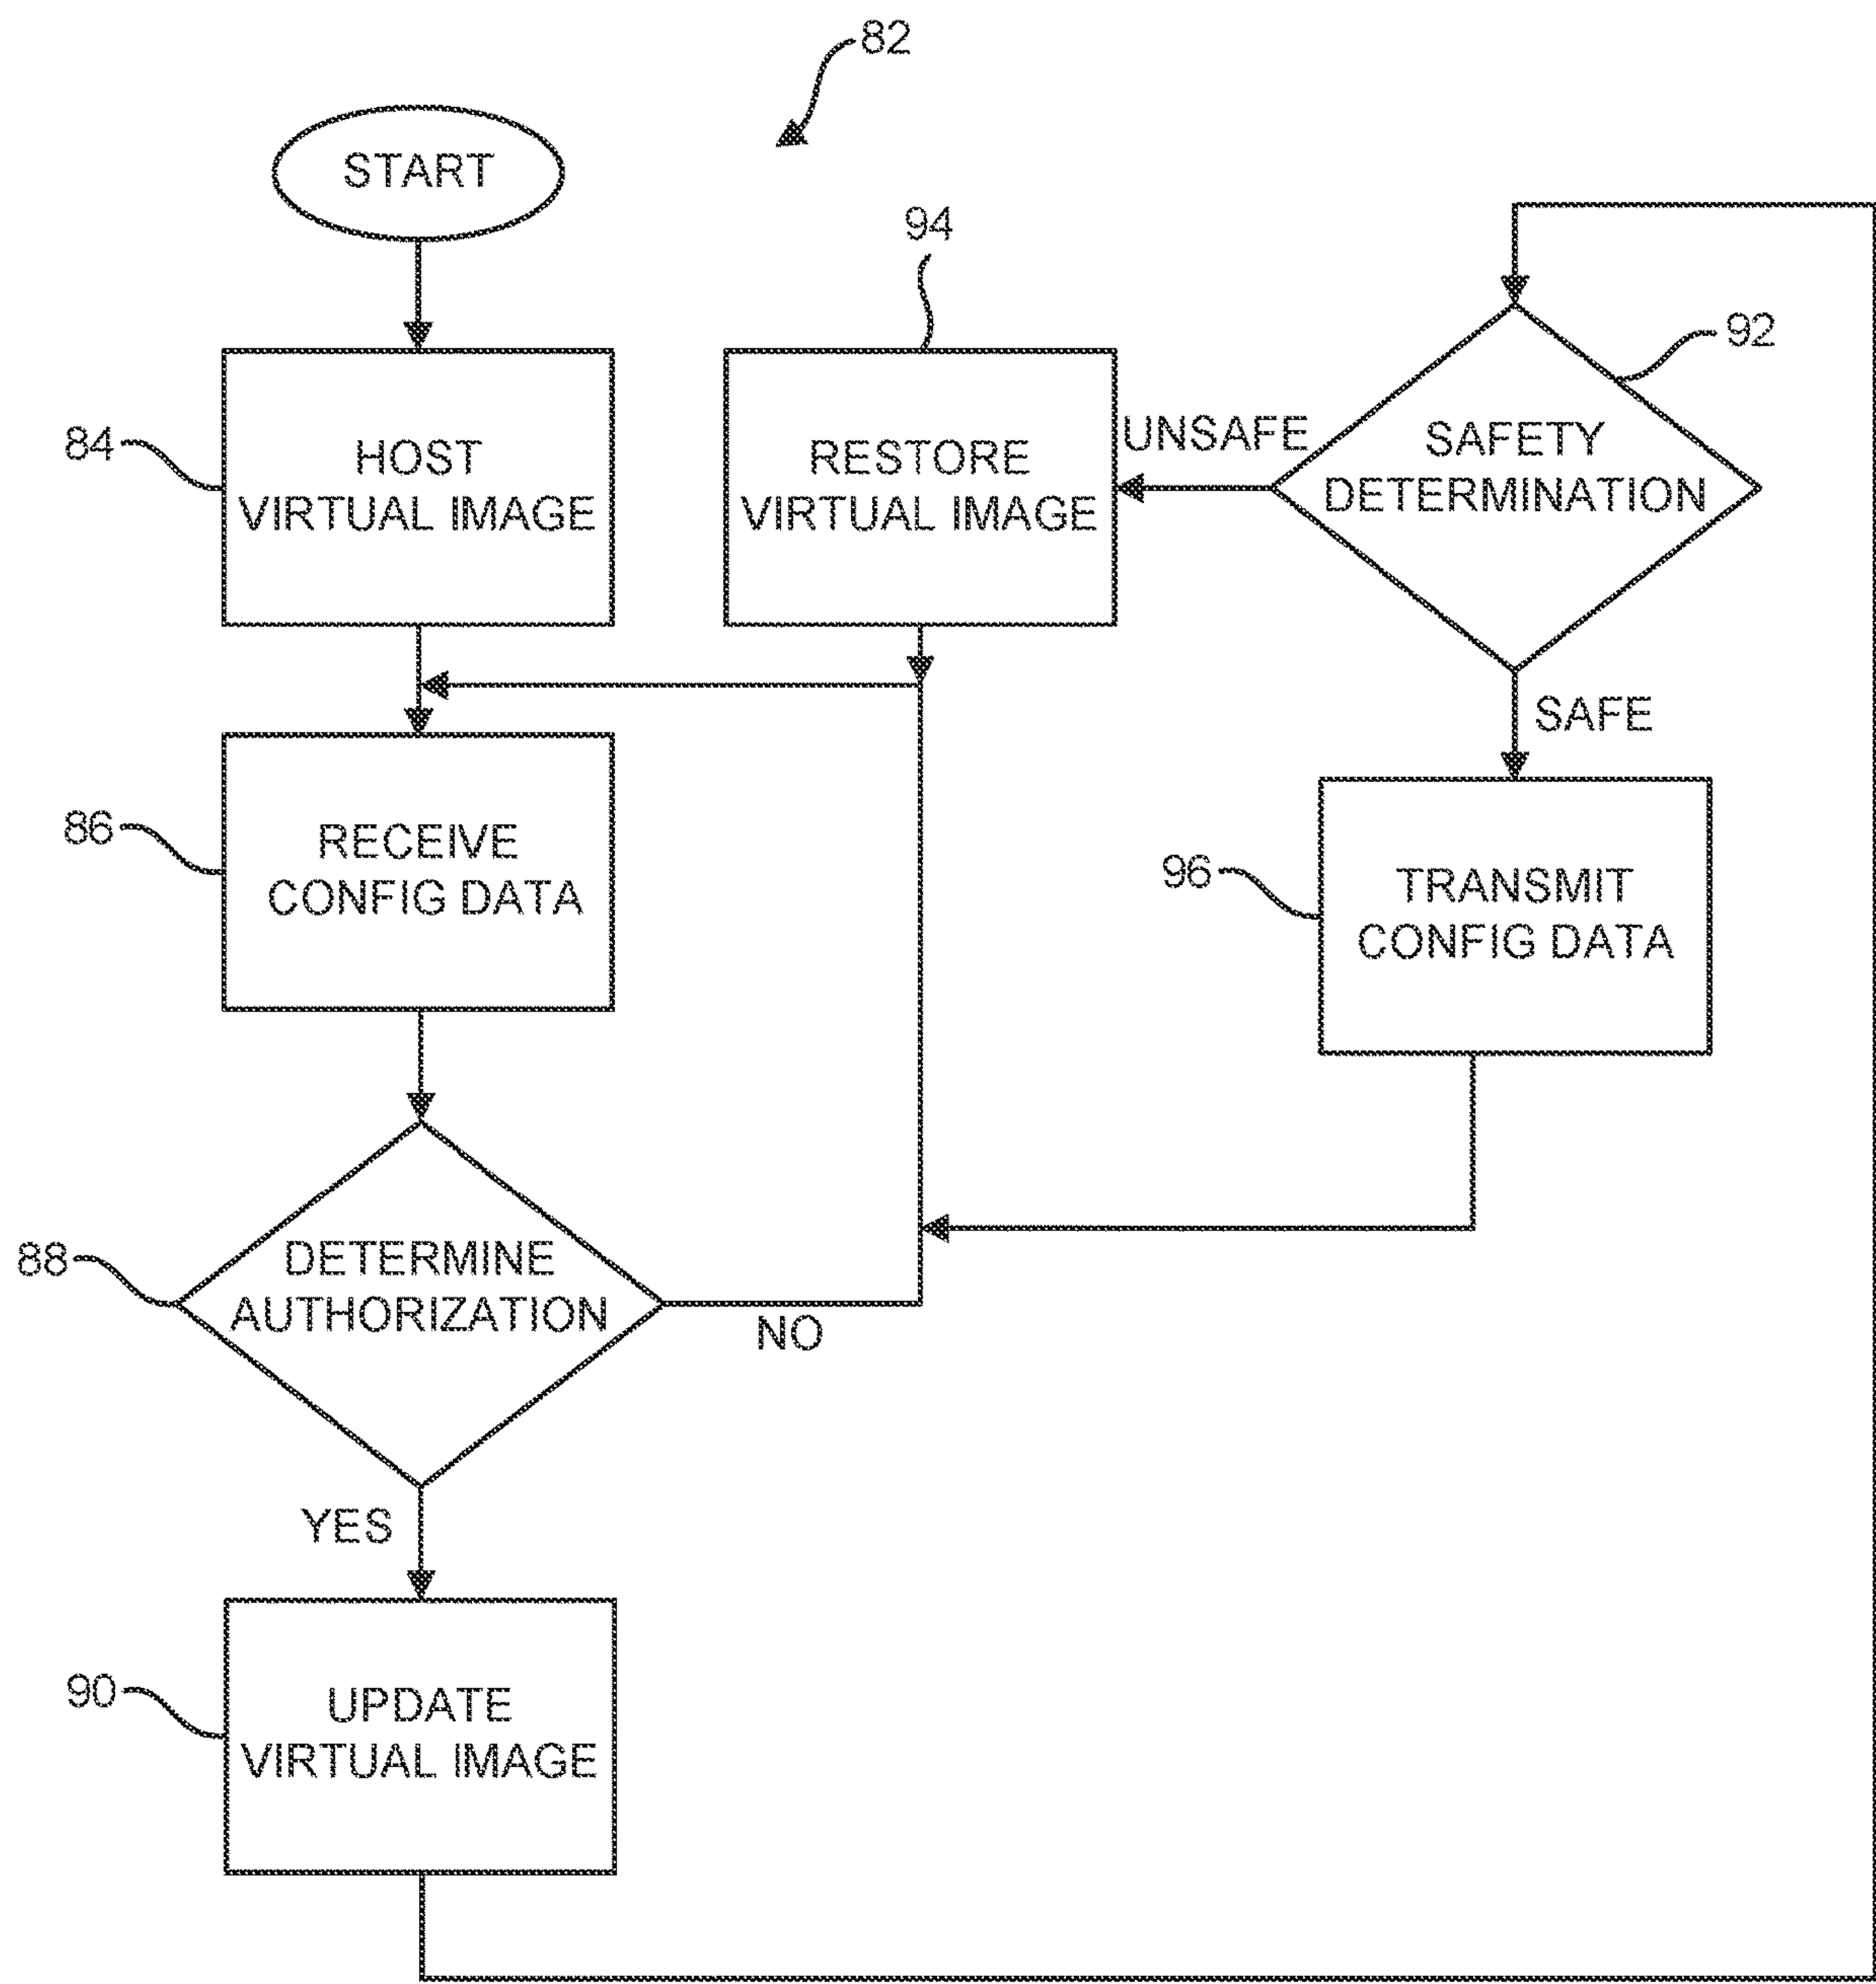 82
START
94
92
84
HOST
VIRTUAL IMAGE
RESTORE
VIRTUAL IMAGE
UNSAFE
SAFETY
DETERMINATION
SAFE
86
RECEIVE
CONFIG DATA
96
TRANSMIT
CONFIG DATA
88
DETERMINE
AUTHORIZATION
NO
YES
90
UPDATE
VIRTUAL IMAGE